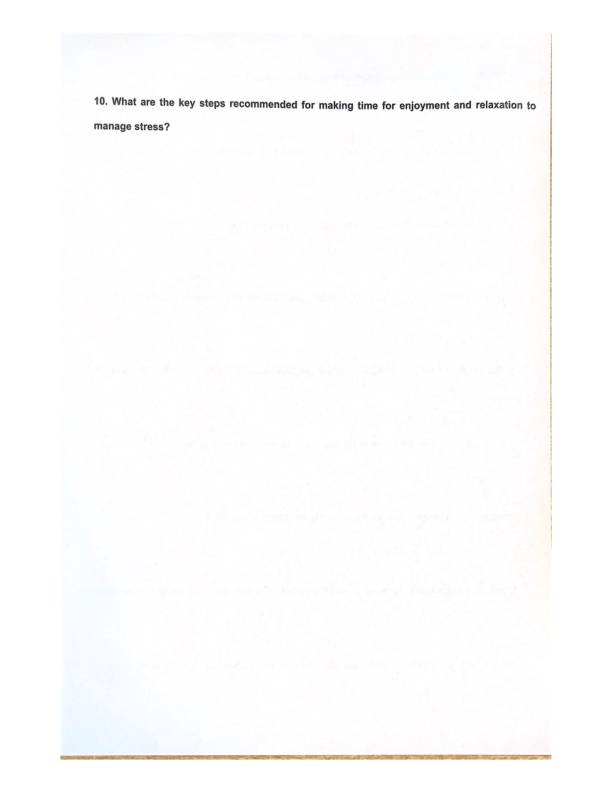 10. What are the key steps recommended for making time for enjoyment and relaxation to
manage stress?